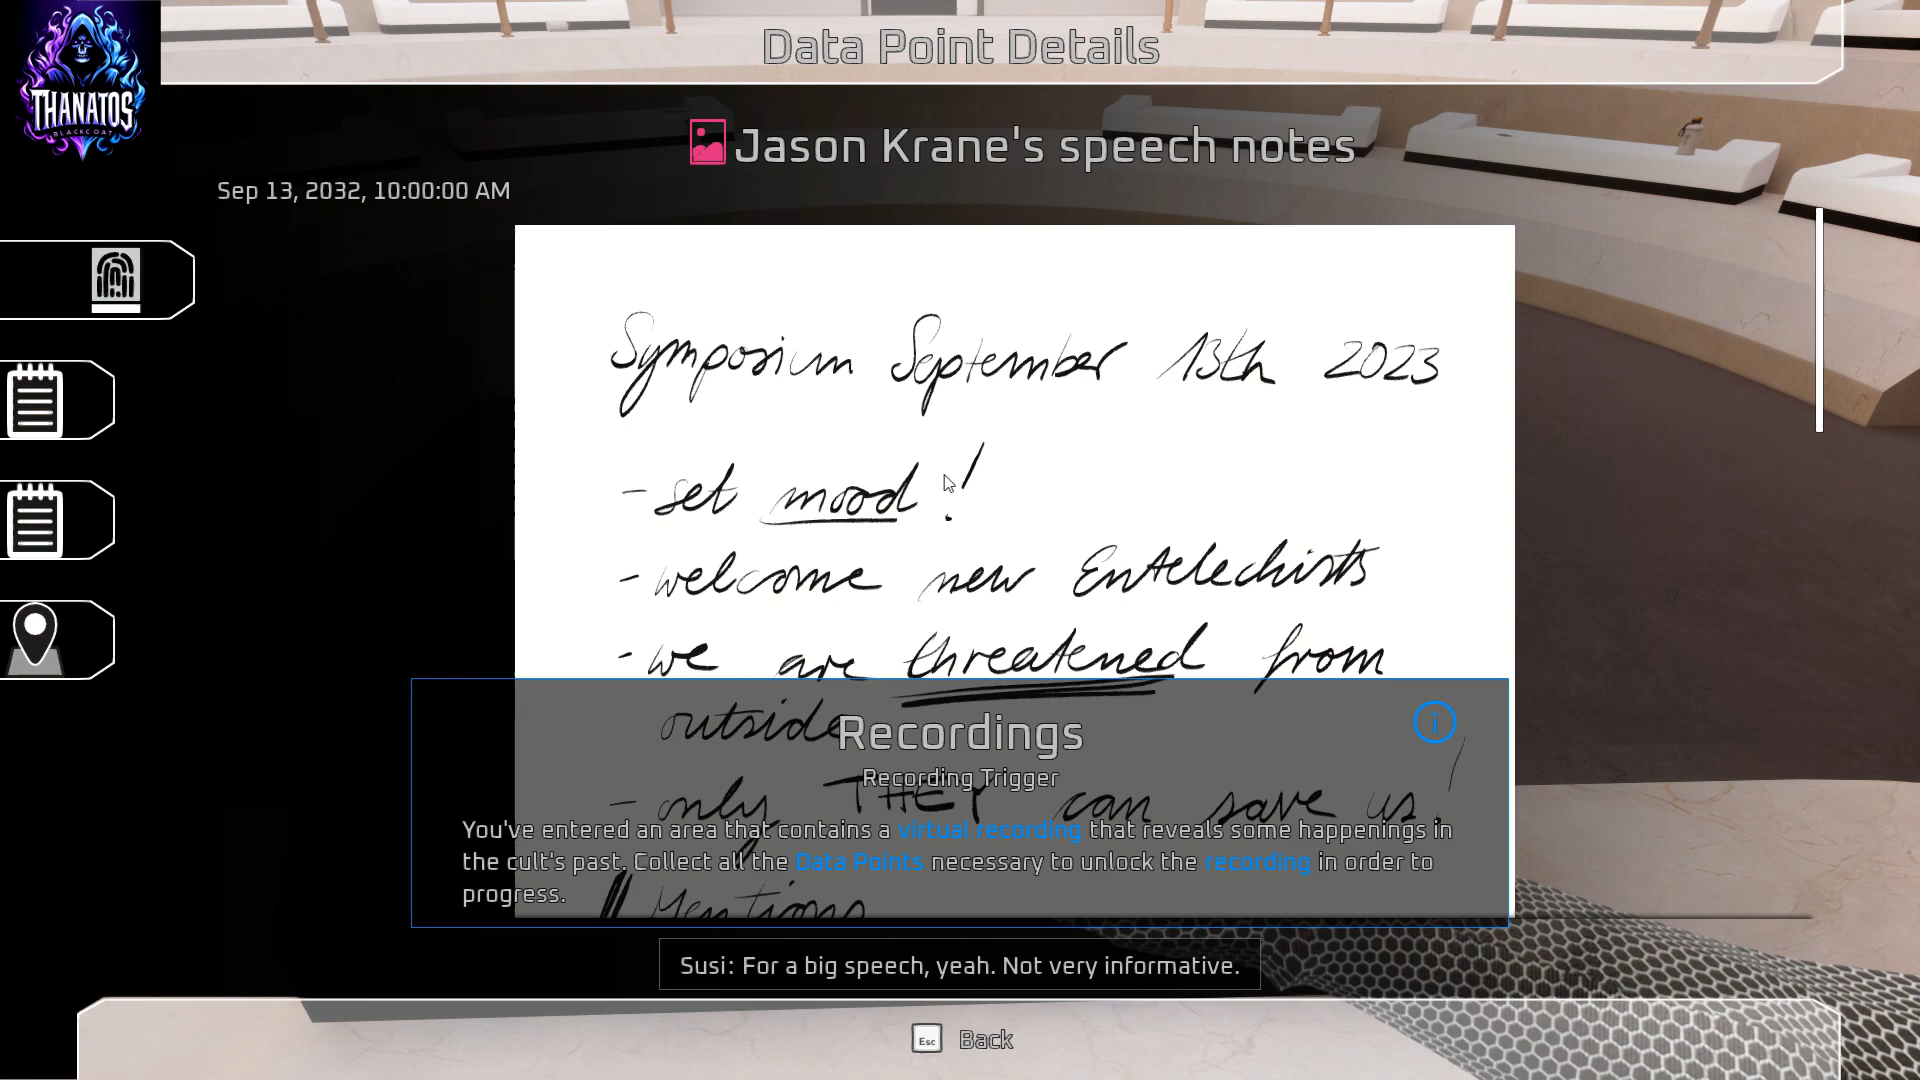 THANATOS
BLACKCOAT
Data Point Details
Jason Krane's speech notes
Sep 13, 2032, 10:00:00 AM
Symposium September 13th 2023
- set mood!
- welcome new Entelechists
- we are threatened from
outside
- only THEY can save us!
Mentions
Recordings
i
Recording Trigger
You've entered an area that contains a virtual recording that reveals some happenings in
the cult's past. Collect all the Data Points necessary to unlock the recording in order to
progress.
Susi: For a big speech, yeah. Not very informative.
Esc Back